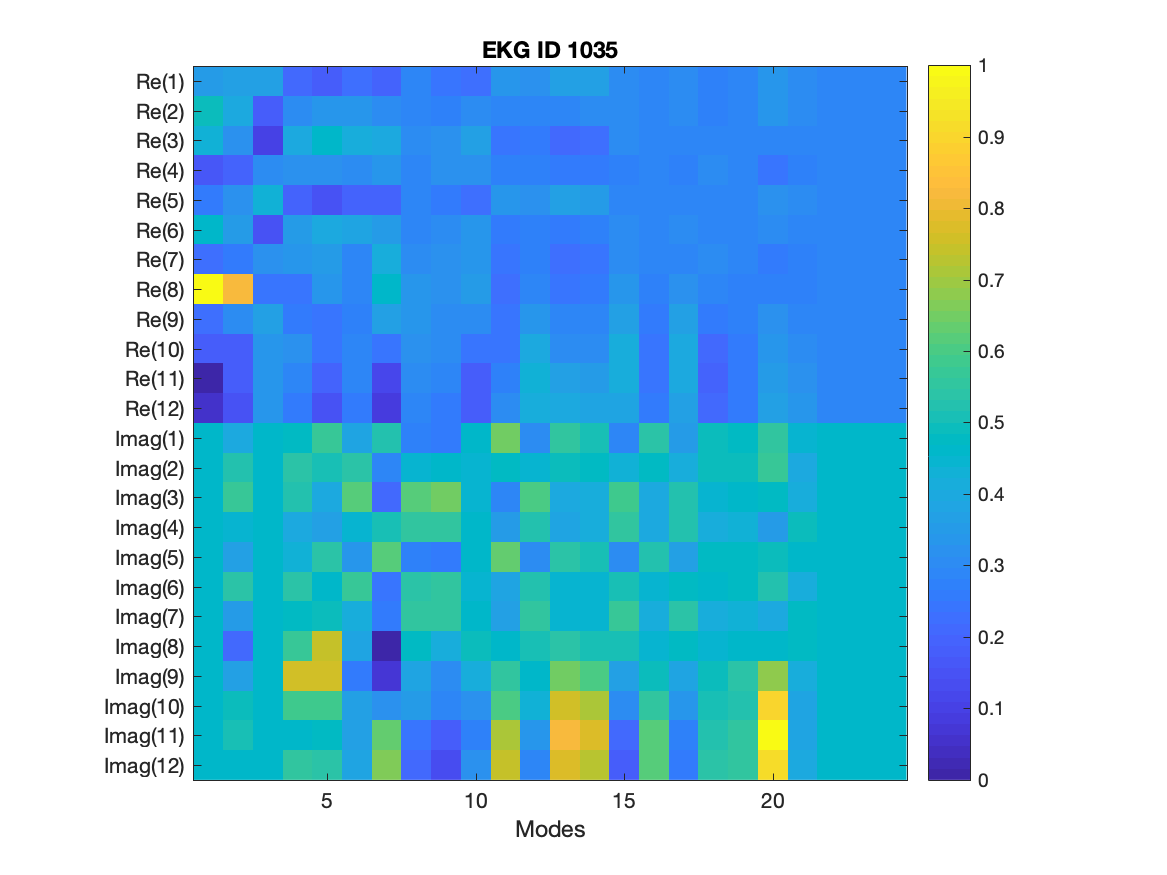 EKG ID 1035
Re(1)
Re(2)
Re(3)
Re(4)
Re(5)
Re(6)
Re(7)
Re(8)
Re(9)
Re(10)
Re(11)
Re(12)
Imag(1)
Imag(2)
Imag(3)
Imag(4)
Imag(5)
Imag(6)
Imag(7)
Imag(8)
Imag(9)
Imag(10)
Imag(11)
Imag(12)
5 10 15 20
Modes
1
0.9
0.8
0.7
0.6
0.5
0.4
0.3
0.2
0.1
0